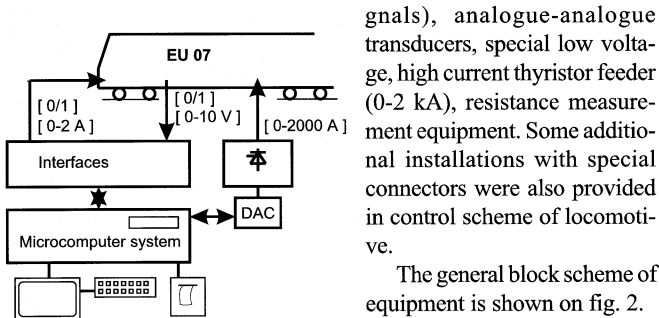 EU 07
[ 0/1 ]
[ 0-2 A ]
[ 0/1 ]
[ 0-10 V ]
[ 0-2000 A ]
Interfaces
DAC
Microcomputer system
gnals), analogue-analogue
transducers, special low volta-
ge, high current thyristor feeder
(0-2 kA), resistance measure-
ment equipment. Some additio-
nal installations with special
connectors were also provided
in control scheme of locomoti-
ve.
The general block scheme of
equipment is shown on fig. 2.